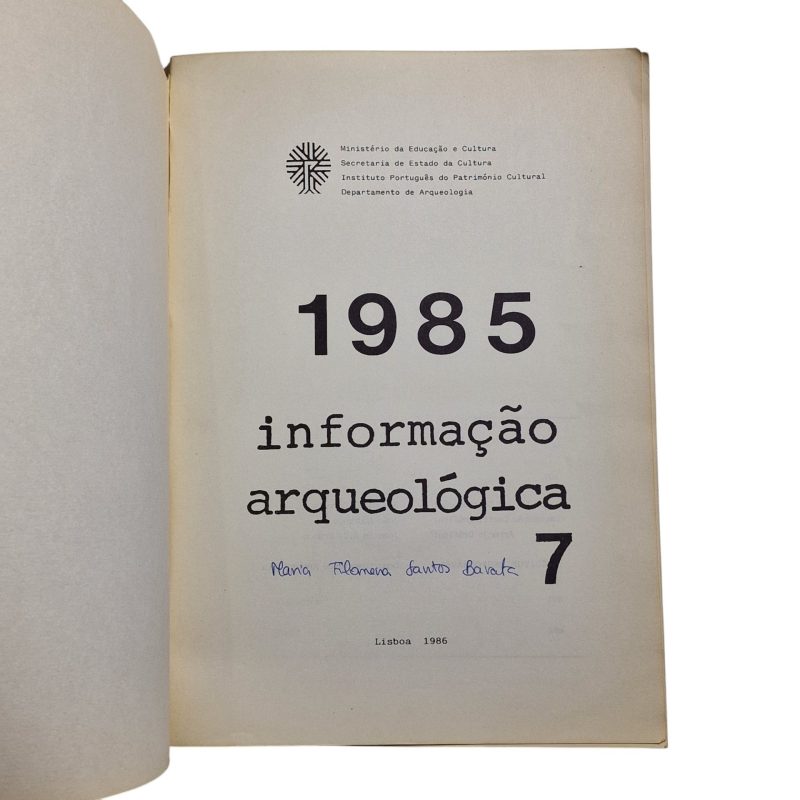 Ministério da Educação e Cultura
Secretaria de Estado da Cultura
Instituto Português do Património Cultural
Departamento de Arqueologia
1985
informação
arqueológica
Maria Filomena Santos Barata 7
Lisboa 1986